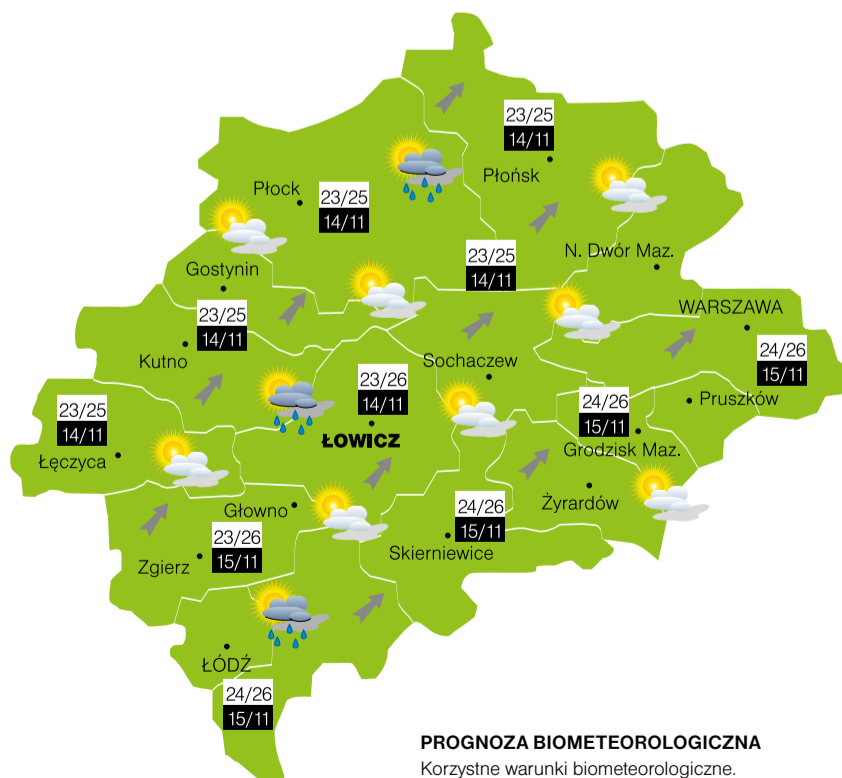 23/25
14/11
Płońsk
Płock
23/25
14/11
N. Dwór Maz.
23/25
14/11
Gostynin
WARSZAWA
23/25
14/11
Kutno
24/26
15/11
Sochaczew
23/26
14/11
ŁOWICZ
Pruszków
24/26
15/11
Grodzisk Maz.
23/25
14/11
Łęczyca
Żyrardów
Głowno
24/26
15/11
Skierniewice
23/26
15/11
Zgierz
ŁÓDŹ
24/26
15/11
PROGNOZA BIOMETEOROLOGICZNA
Korzystne warunki biometeorologiczne.